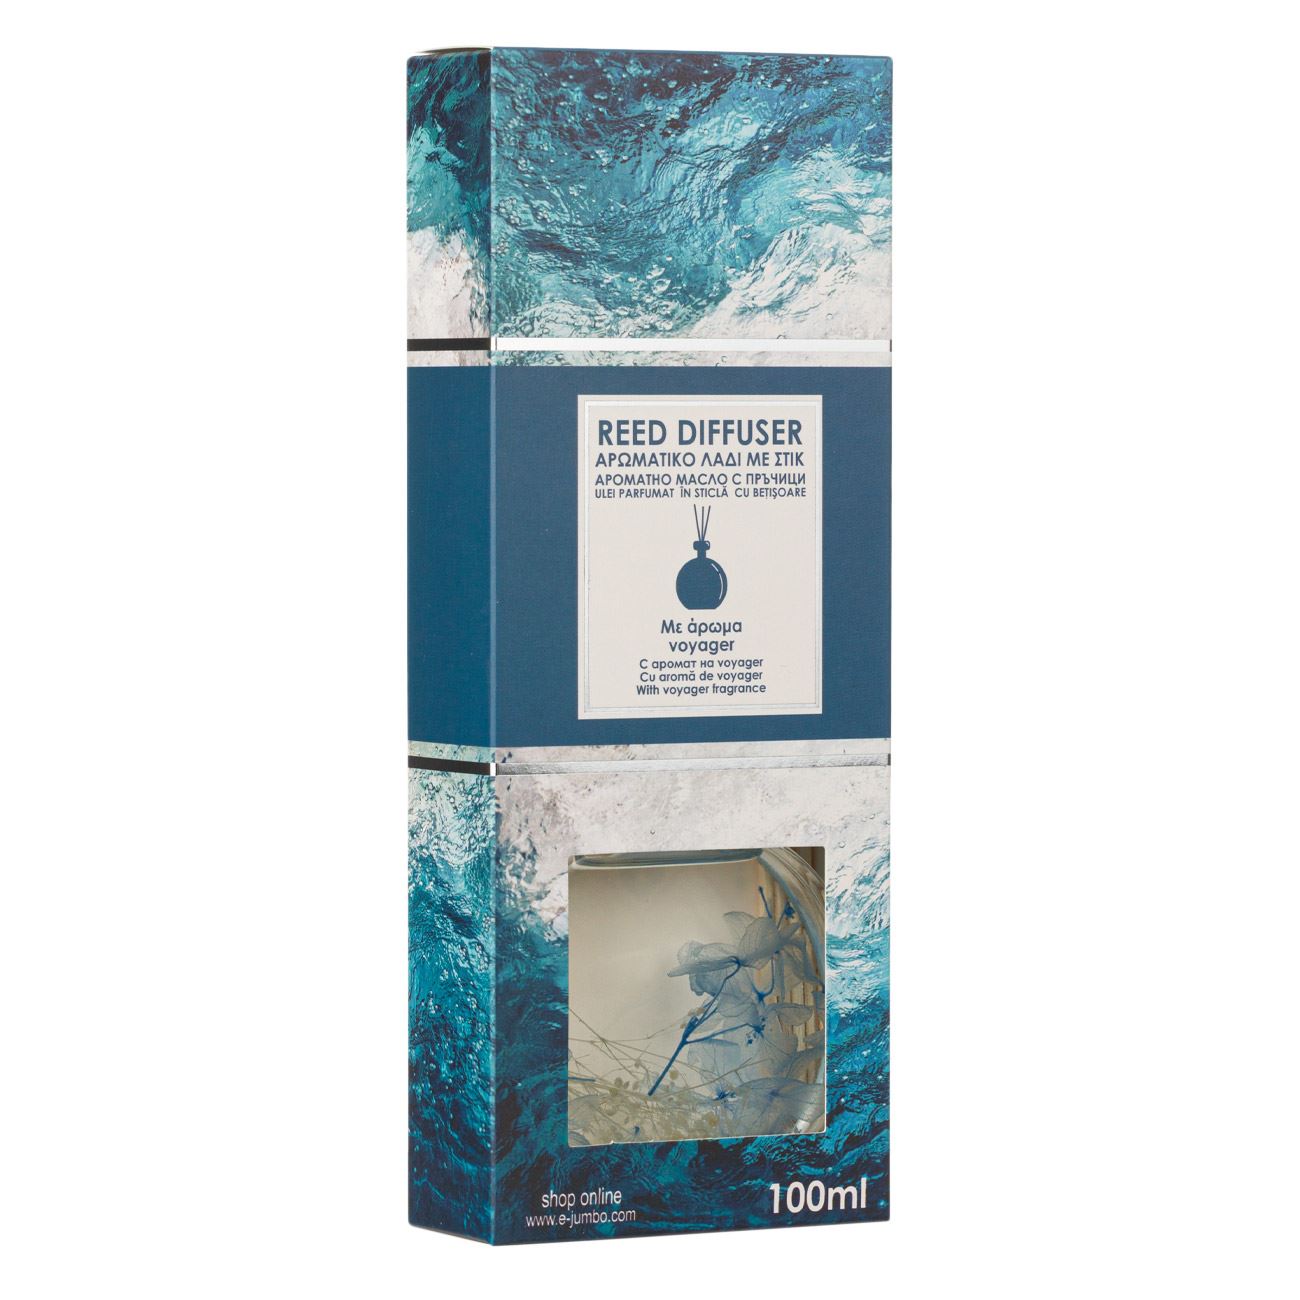 REED DIFFUSER
ΑΡΩΜΑΤΙΚΟ ΛΑΔΙ ΜΕ ΣΤΙΚ
АРОМАТНО МАСЛО С ПРЪЧИЦИ
ULEI PARFUMAT ÎN STICLĂ CU BEȚIȘOARE
Με άρωμα
voyager
С аромат на voyager
Cu aromă de voyager
With voyager fragrance
shop online
www.e-jumbo.com
100ml